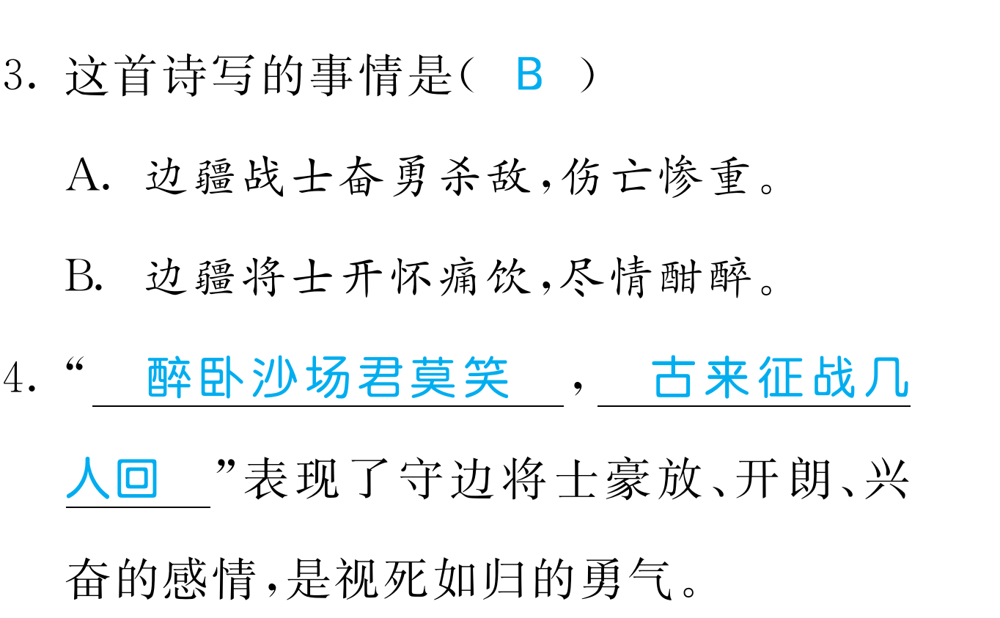 3. 这首诗写的事情是( B )
A. 边疆战士奋勇杀敌,伤亡惨重。
B. 边疆将士开怀痛饮,尽情酣醉。
4. “ 醉卧沙场君莫笑 , 古来征战几
人回 ”表现了守边将士豪放、开朗、兴
奋的感情,是视死如归的勇气。